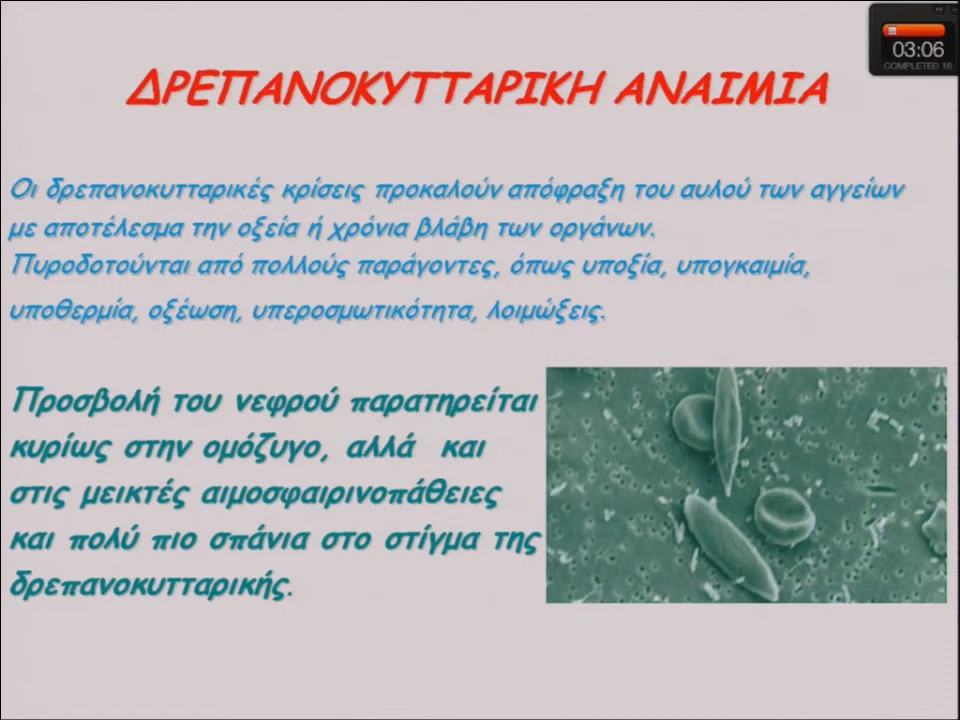 03:06
COMPLETED 16
ΔΡΕΠΑΝΟΚΥΤΤΑΡΙΚΗ ΑΝΑΙΜΙΑ
Οι δρεπανοκυτταρικές κρίσεις προκαλούν απόφραξη του αυλού των αγγείων
με αποτέλεσμα την οξεία ή χρόνια βλάβη των οργάνων.
Πυροδοτούνται από πολλούς παράγοντες, όπως υποξία, υπογκαιμία,
υποθερμία, οξέωση, υπεροσμωτικότητα, λοιμώξεις.
Προσβολή του νεφρού παρατηρείται
κυρίως στην ομόζυγο, αλλά και
στις μεικτές αιμοσφαιρινοπάθειες
και πολύ πιο σπάνια στο στίγμα της
δρεπανοκυτταρικής.